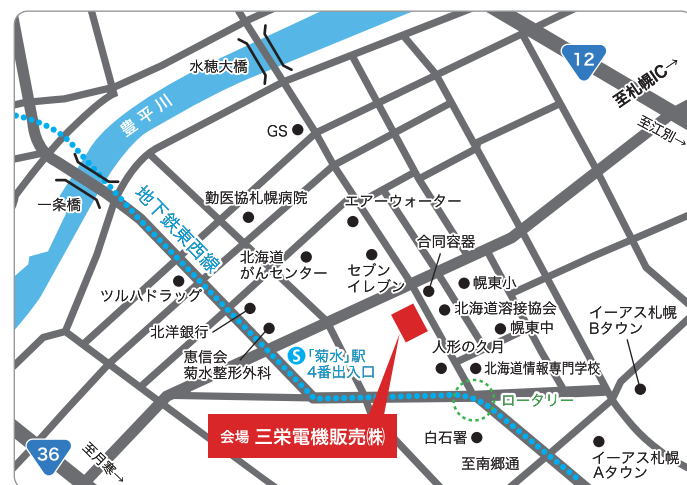 水穂大橋
12
至札幌IC→
至江別→
豊平川
GS
一条橋
地下鉄東西線
勤医協札幌病院
エアーウォーター
合同容器
北海道
がんセンター
セブン
イレブン
幌東小
ツルハドラッグ
北海道溶接協会
イーアス札幌
Bタウン
幌東中
北洋銀行
人形の久月
恵信会
菊水整形外科
S
「菊水」駅
4番出入口
北海道情報専門学校
ロータリー
会場 三栄電機販売㈱
白石署
至南郷通
イーアス札幌
Aタウン
36
至月寒→